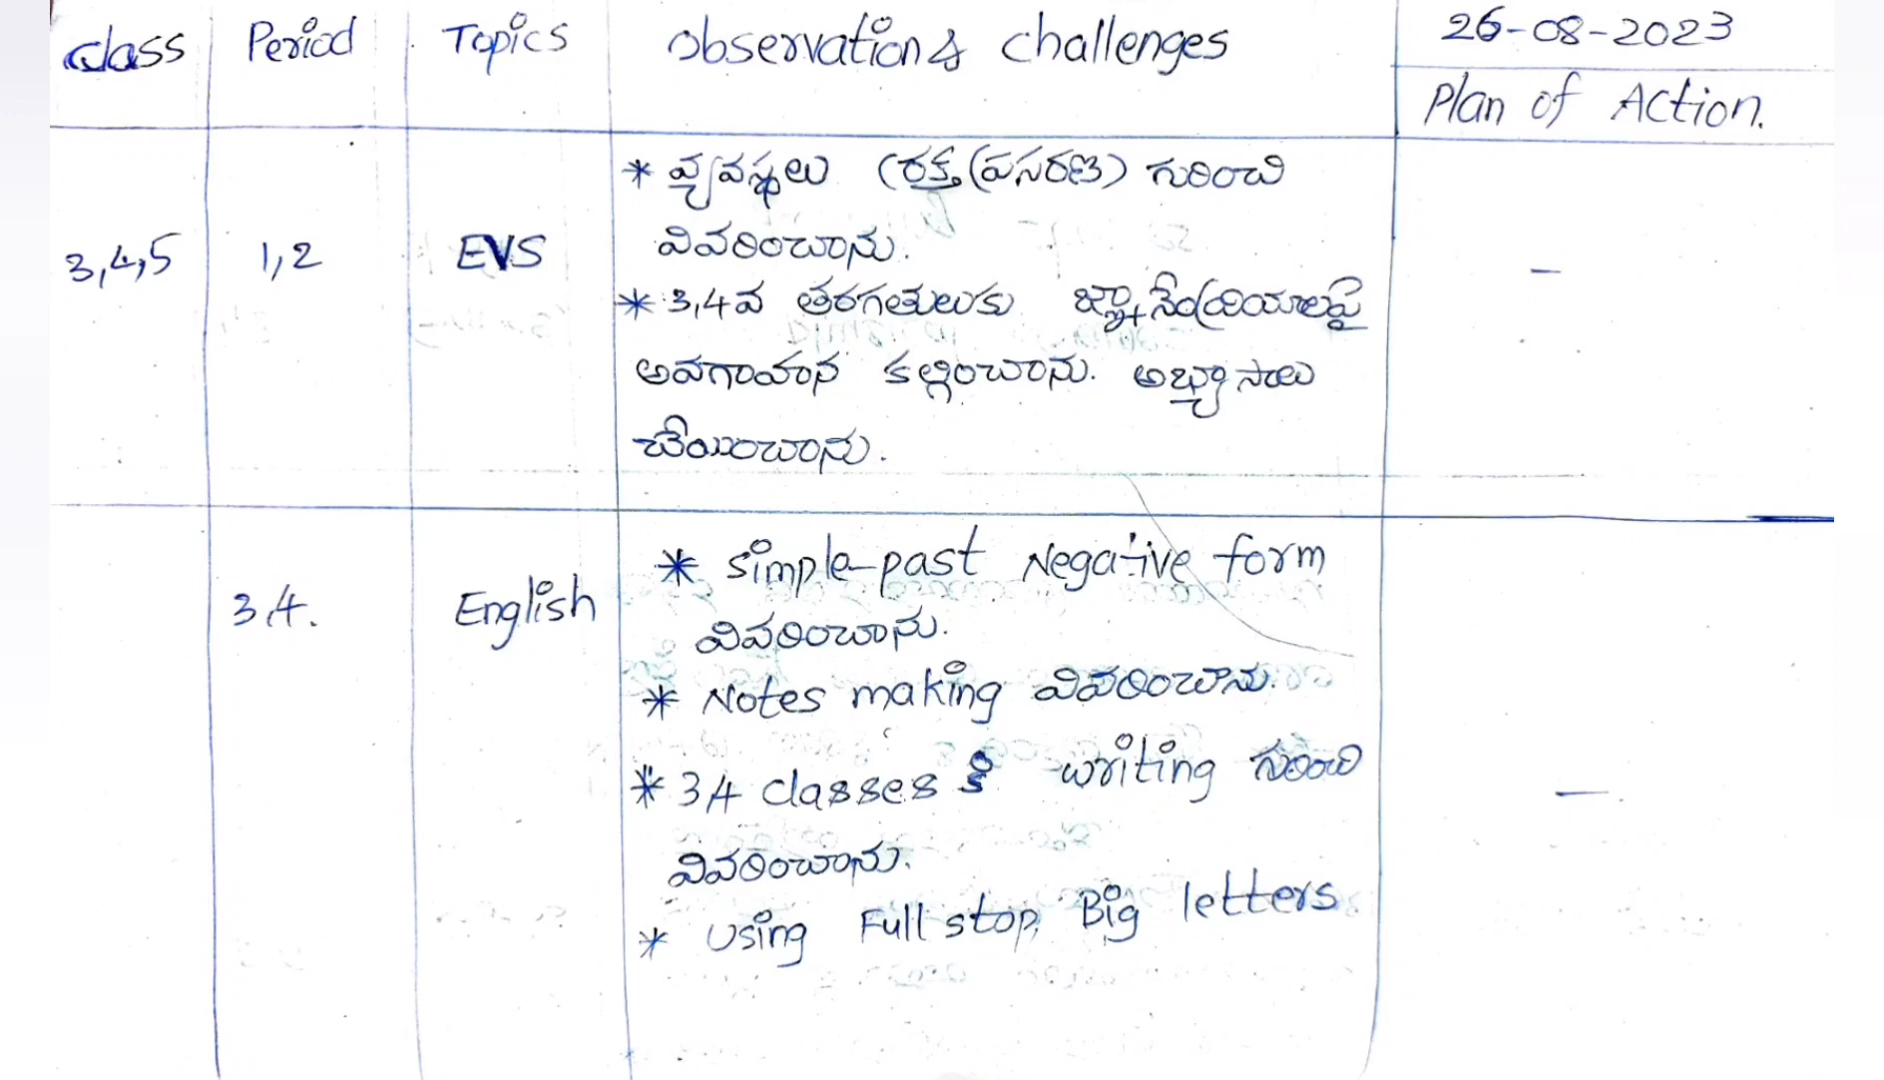 class Period Topics observations challenges 26-08-2023
Plan of Action.
* వ్యవస్థలు (రక్త ప్రసరణ) గురించి
వివరించాను.
3,4,5 1,2 EVS —
* 3,4వ తరగతులుకు జ్ఞానేంద్రియాలపై
అవగాహన కల్గించాను. అభ్యాసాలు
చేయించాను.
* simple past Negative form
3,4. English
వివరించాను.
* Notes making వివరించాను.
* 3,4 classes కి writing గురించి —
వివరించాను.
* Using Full stop, Big letters